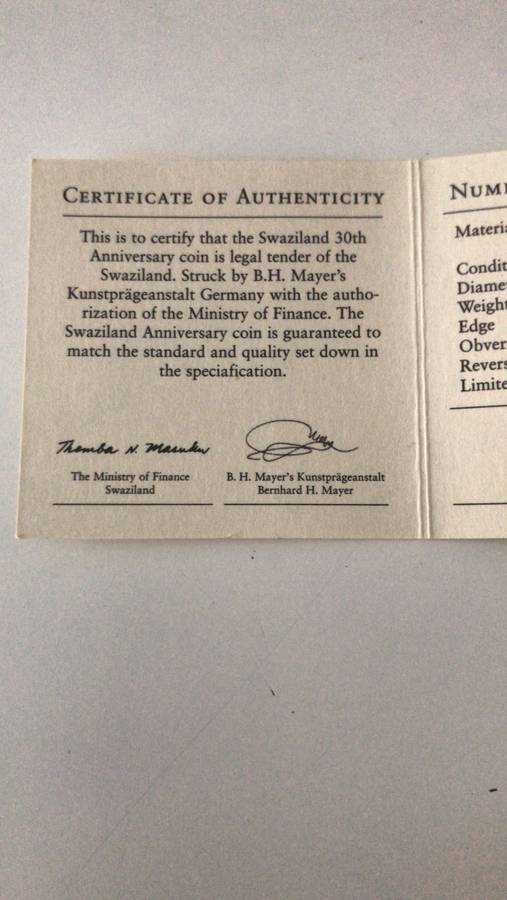 CERTIFICATE OF AUTHENTICITY
This is to certify that the Swaziland 30th
Anniversary coin is legal tender of the
Swaziland. Struck by B.H. Mayer's
Kunstprägeanstalt Germany with the autho-
rization of the Ministry of Finance. The
Swaziland Anniversary coin is guaranteed to
match the standard and quality set down in
the speciafication.
Themba N. Masuku
The Ministry of Finance
Swaziland
B. H. Mayer's Kunstprägeanstalt
Bernhard H. Mayer
NUMI
Materia
Condit
Diame
Weight
Edge
Obver
Revers
Limite